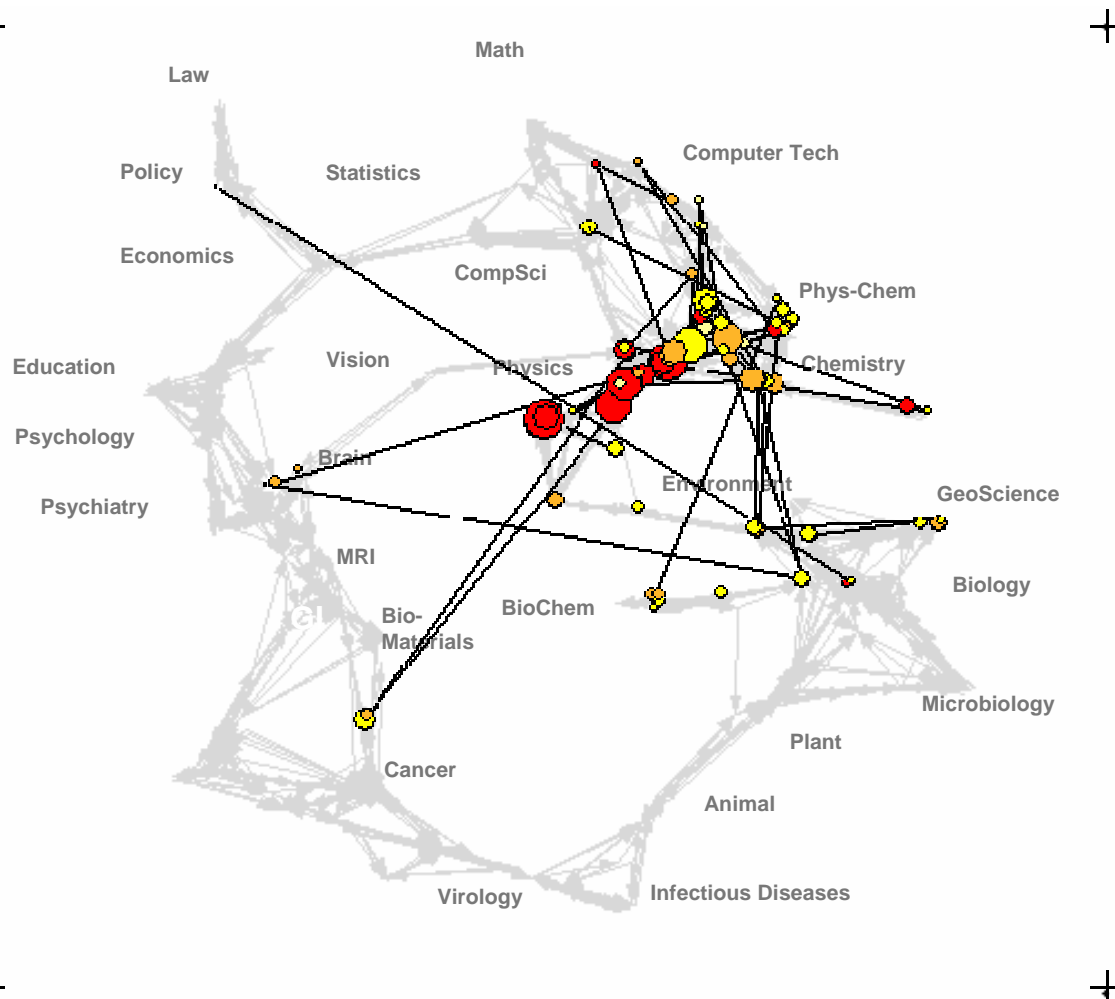 Math
Law
Computer Tech
Policy
Statistics
Economics
CompSci
Phys-Chem
Vision
Physics
Chemistry
Education
Psychology
Brain
Environment
GeoScience
Psychiatry
MRI
Biology
BioChem
Bio-
Materials
Microbiology
Plant
Cancer
Animal
Virology
Infectious Diseases